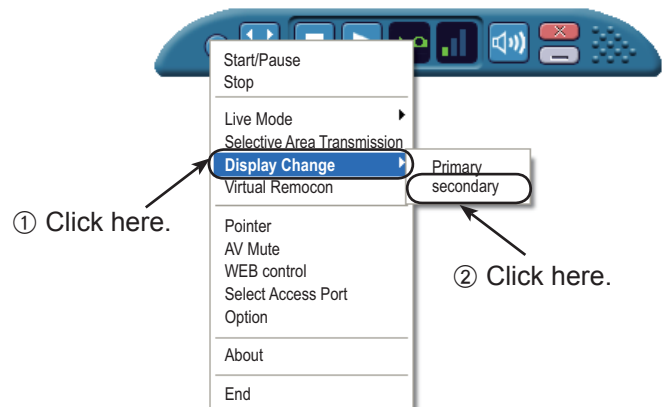 Start/Pause
Stop
Live Mode
Selective Area Transmission
Display Change
Virtual Remocon
Primary
secondary
① Click here.
② Click here.
Pointer
AV Mute
WEB control
Select Access Port
Option
About
End